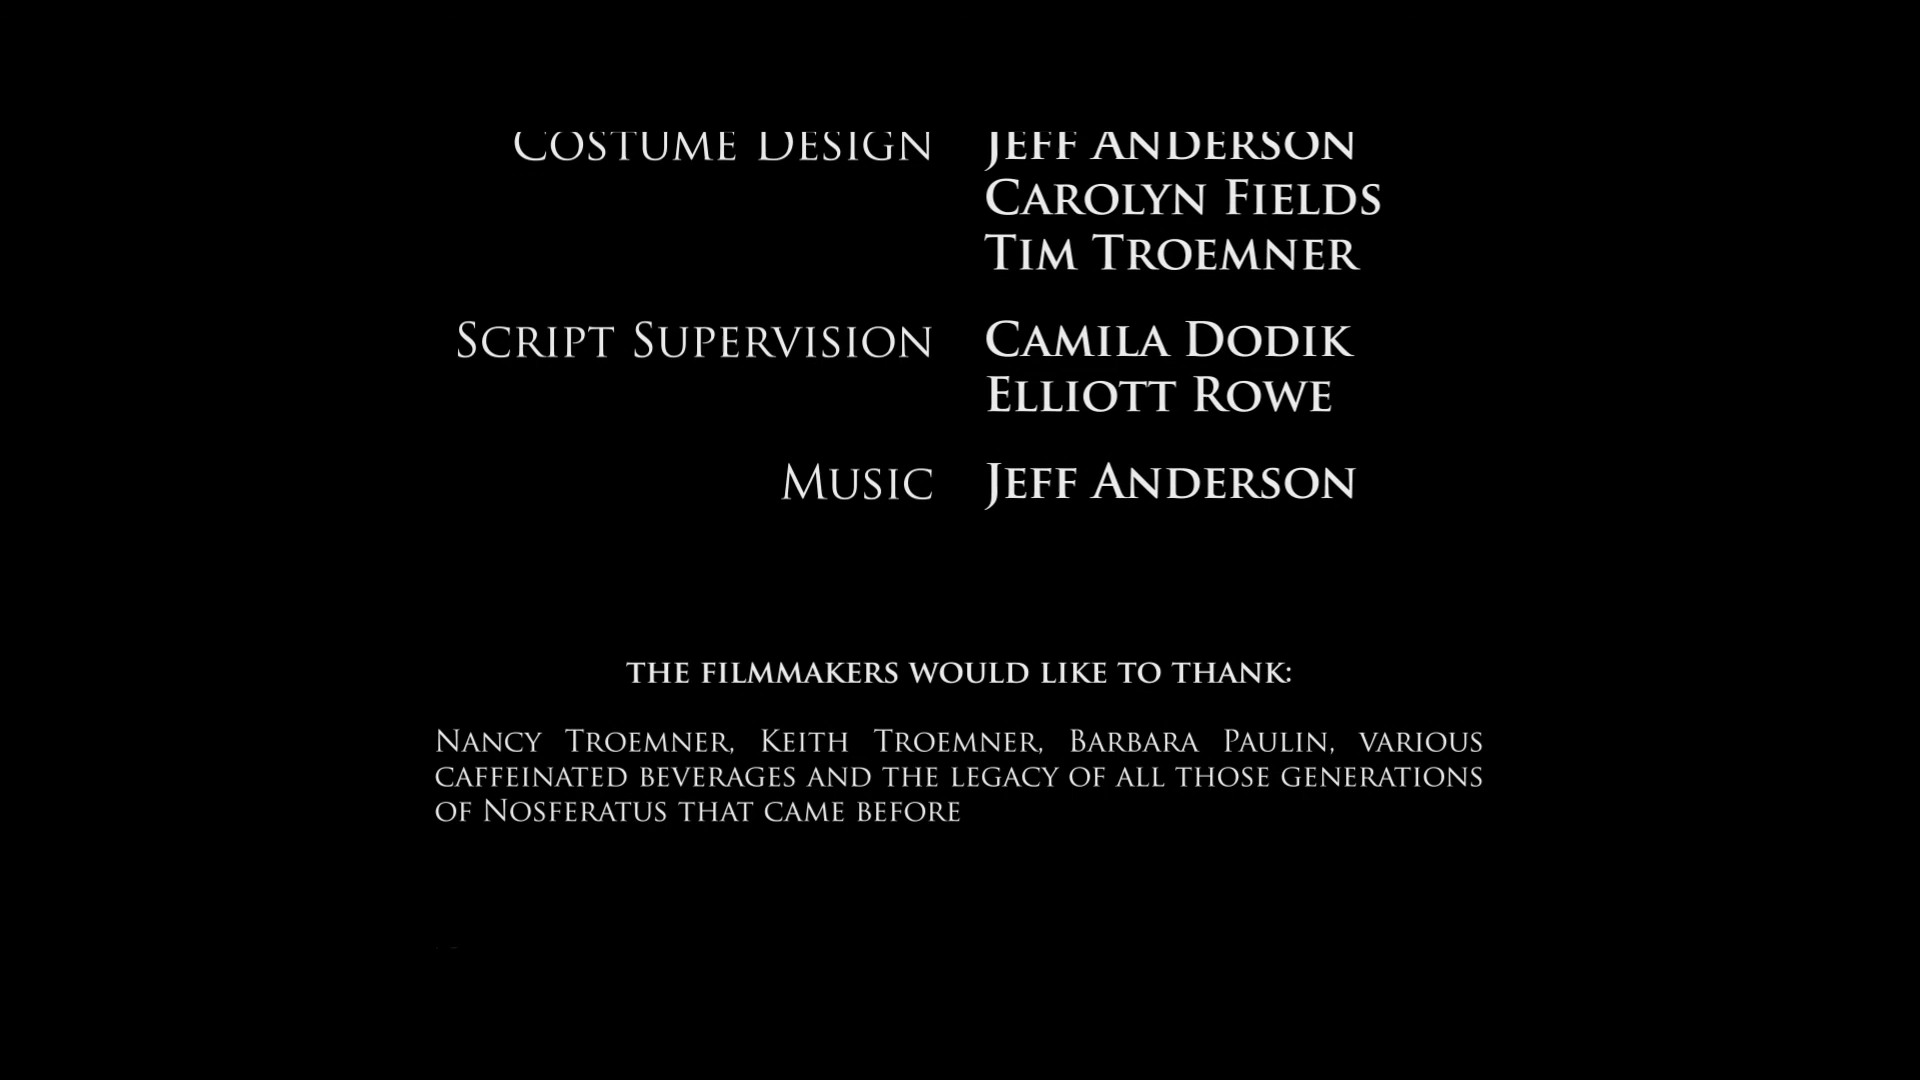 Costume Design Jeff Anderson
Carolyn Fields
Tim Troemner
Script Supervision Camila Dodik
Elliott Rowe
Music Jeff Anderson
THE FILMMAKERS WOULD LIKE TO THANK:
Nancy Troemner, Keith Troemner, Barbara Paulin, various
caffeinated beverages and the legacy of all those generations
of Nosferatus that came before